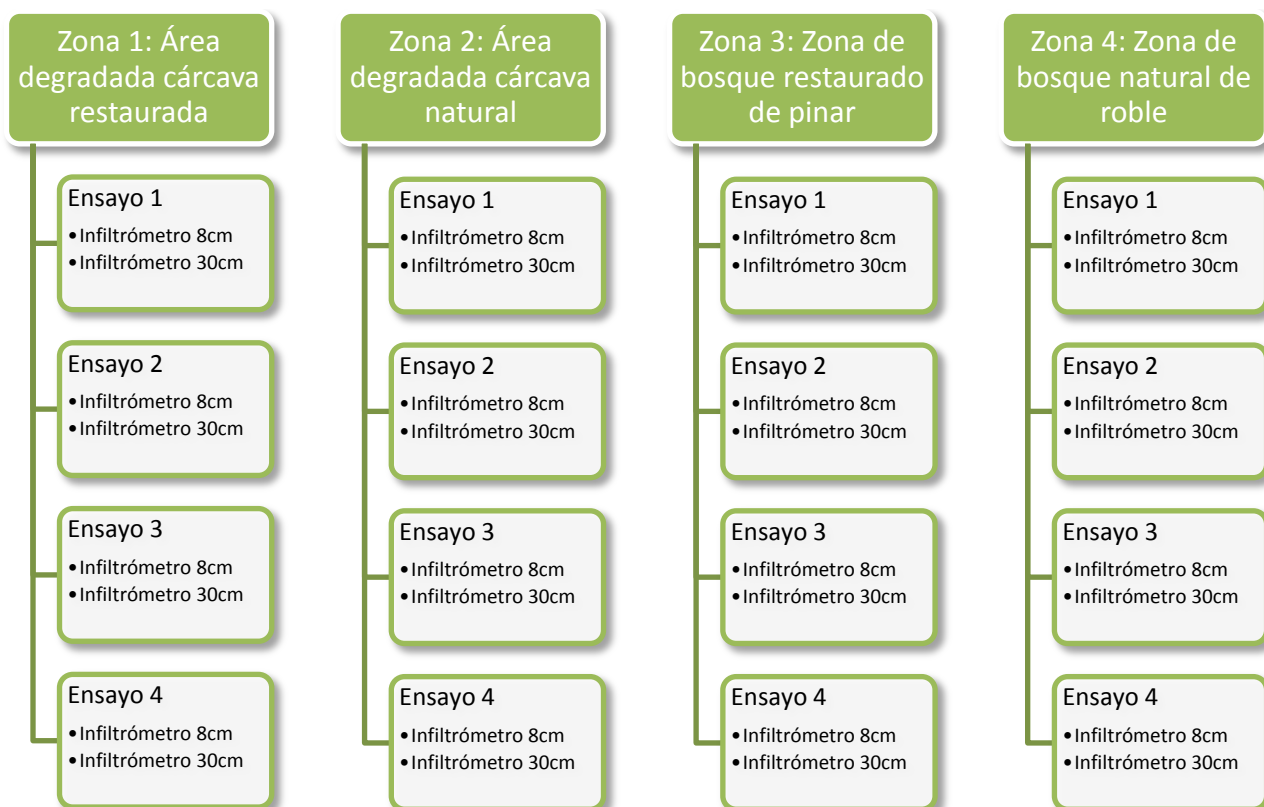 Zona 1: Área
degradada cárcava
restaurada
Ensayo 1
•Infiltrómetro 8cm
•Infiltrómetro 30cm
Ensayo 2
•Infiltrómetro 8cm
•Infiltrómetro 30cm
Ensayo 3
•Infiltrómetro 8cm
•Infiltrómetro 30cm
Ensayo 4
•Infiltrómetro 8cm
•Infiltrómetro 30cm
Zona 2: Área
degradada cárcava
natural
Ensayo 1
•Infiltrómetro 8cm
•Infiltrómetro 30cm
Ensayo 2
•Infiltrómetro 8cm
•Infiltrómetro 30cm
Ensayo 3
•Infiltrómetro 8cm
•Infiltrómetro 30cm
Ensayo 4
•Infiltrómetro 8cm
•Infiltrómetro 30cm
Zona 3: Zona de
bosque restaurado
de pinar
Ensayo 1
•Infiltrómetro 8cm
•Infiltrómetro 30cm
Ensayo 2
•Infiltrómetro 8cm
•Infiltrómetro 30cm
Ensayo 3
•Infiltrómetro 8cm
•Infiltrómetro 30cm
Ensayo 4
•Infiltrómetro 8cm
•Infiltrómetro 30cm
Zona 4: Zona de
bosque natural de
roble
Ensayo 1
•Infiltrómetro 8cm
•Infiltrómetro 30cm
Ensayo 2
•Infiltrómetro 8cm
•Infiltrómetro 30cm
Ensayo 3
•Infiltrómetro 8cm
•Infiltrómetro 30cm
Ensayo 4
•Infiltrómetro 8cm
•Infiltrómetro 30cm